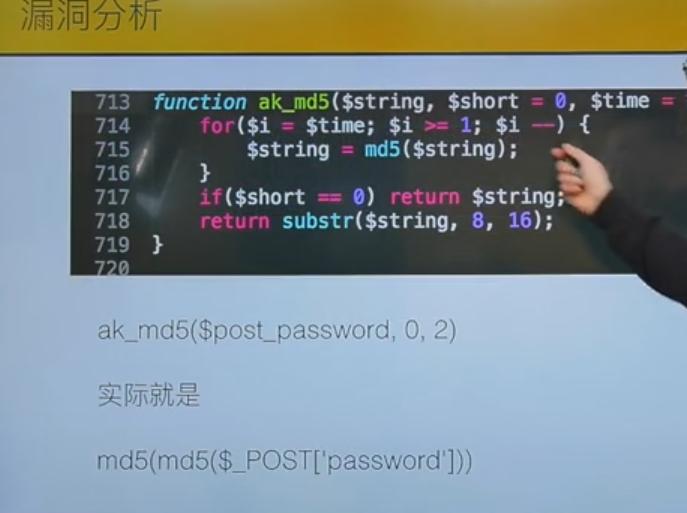 漏洞分析
713 function ak_md5($string, $short = 0, $time =
714 for($i = $time; $i >= 1; $i --) {
715 $string = md5($string);
716 }
717 if($short == 0) return $string;
718 return substr($string, 8, 16);
719 }
720
ak_md5($post_password, 0, 2)
实际就是
md5(md5($_POST['password']))